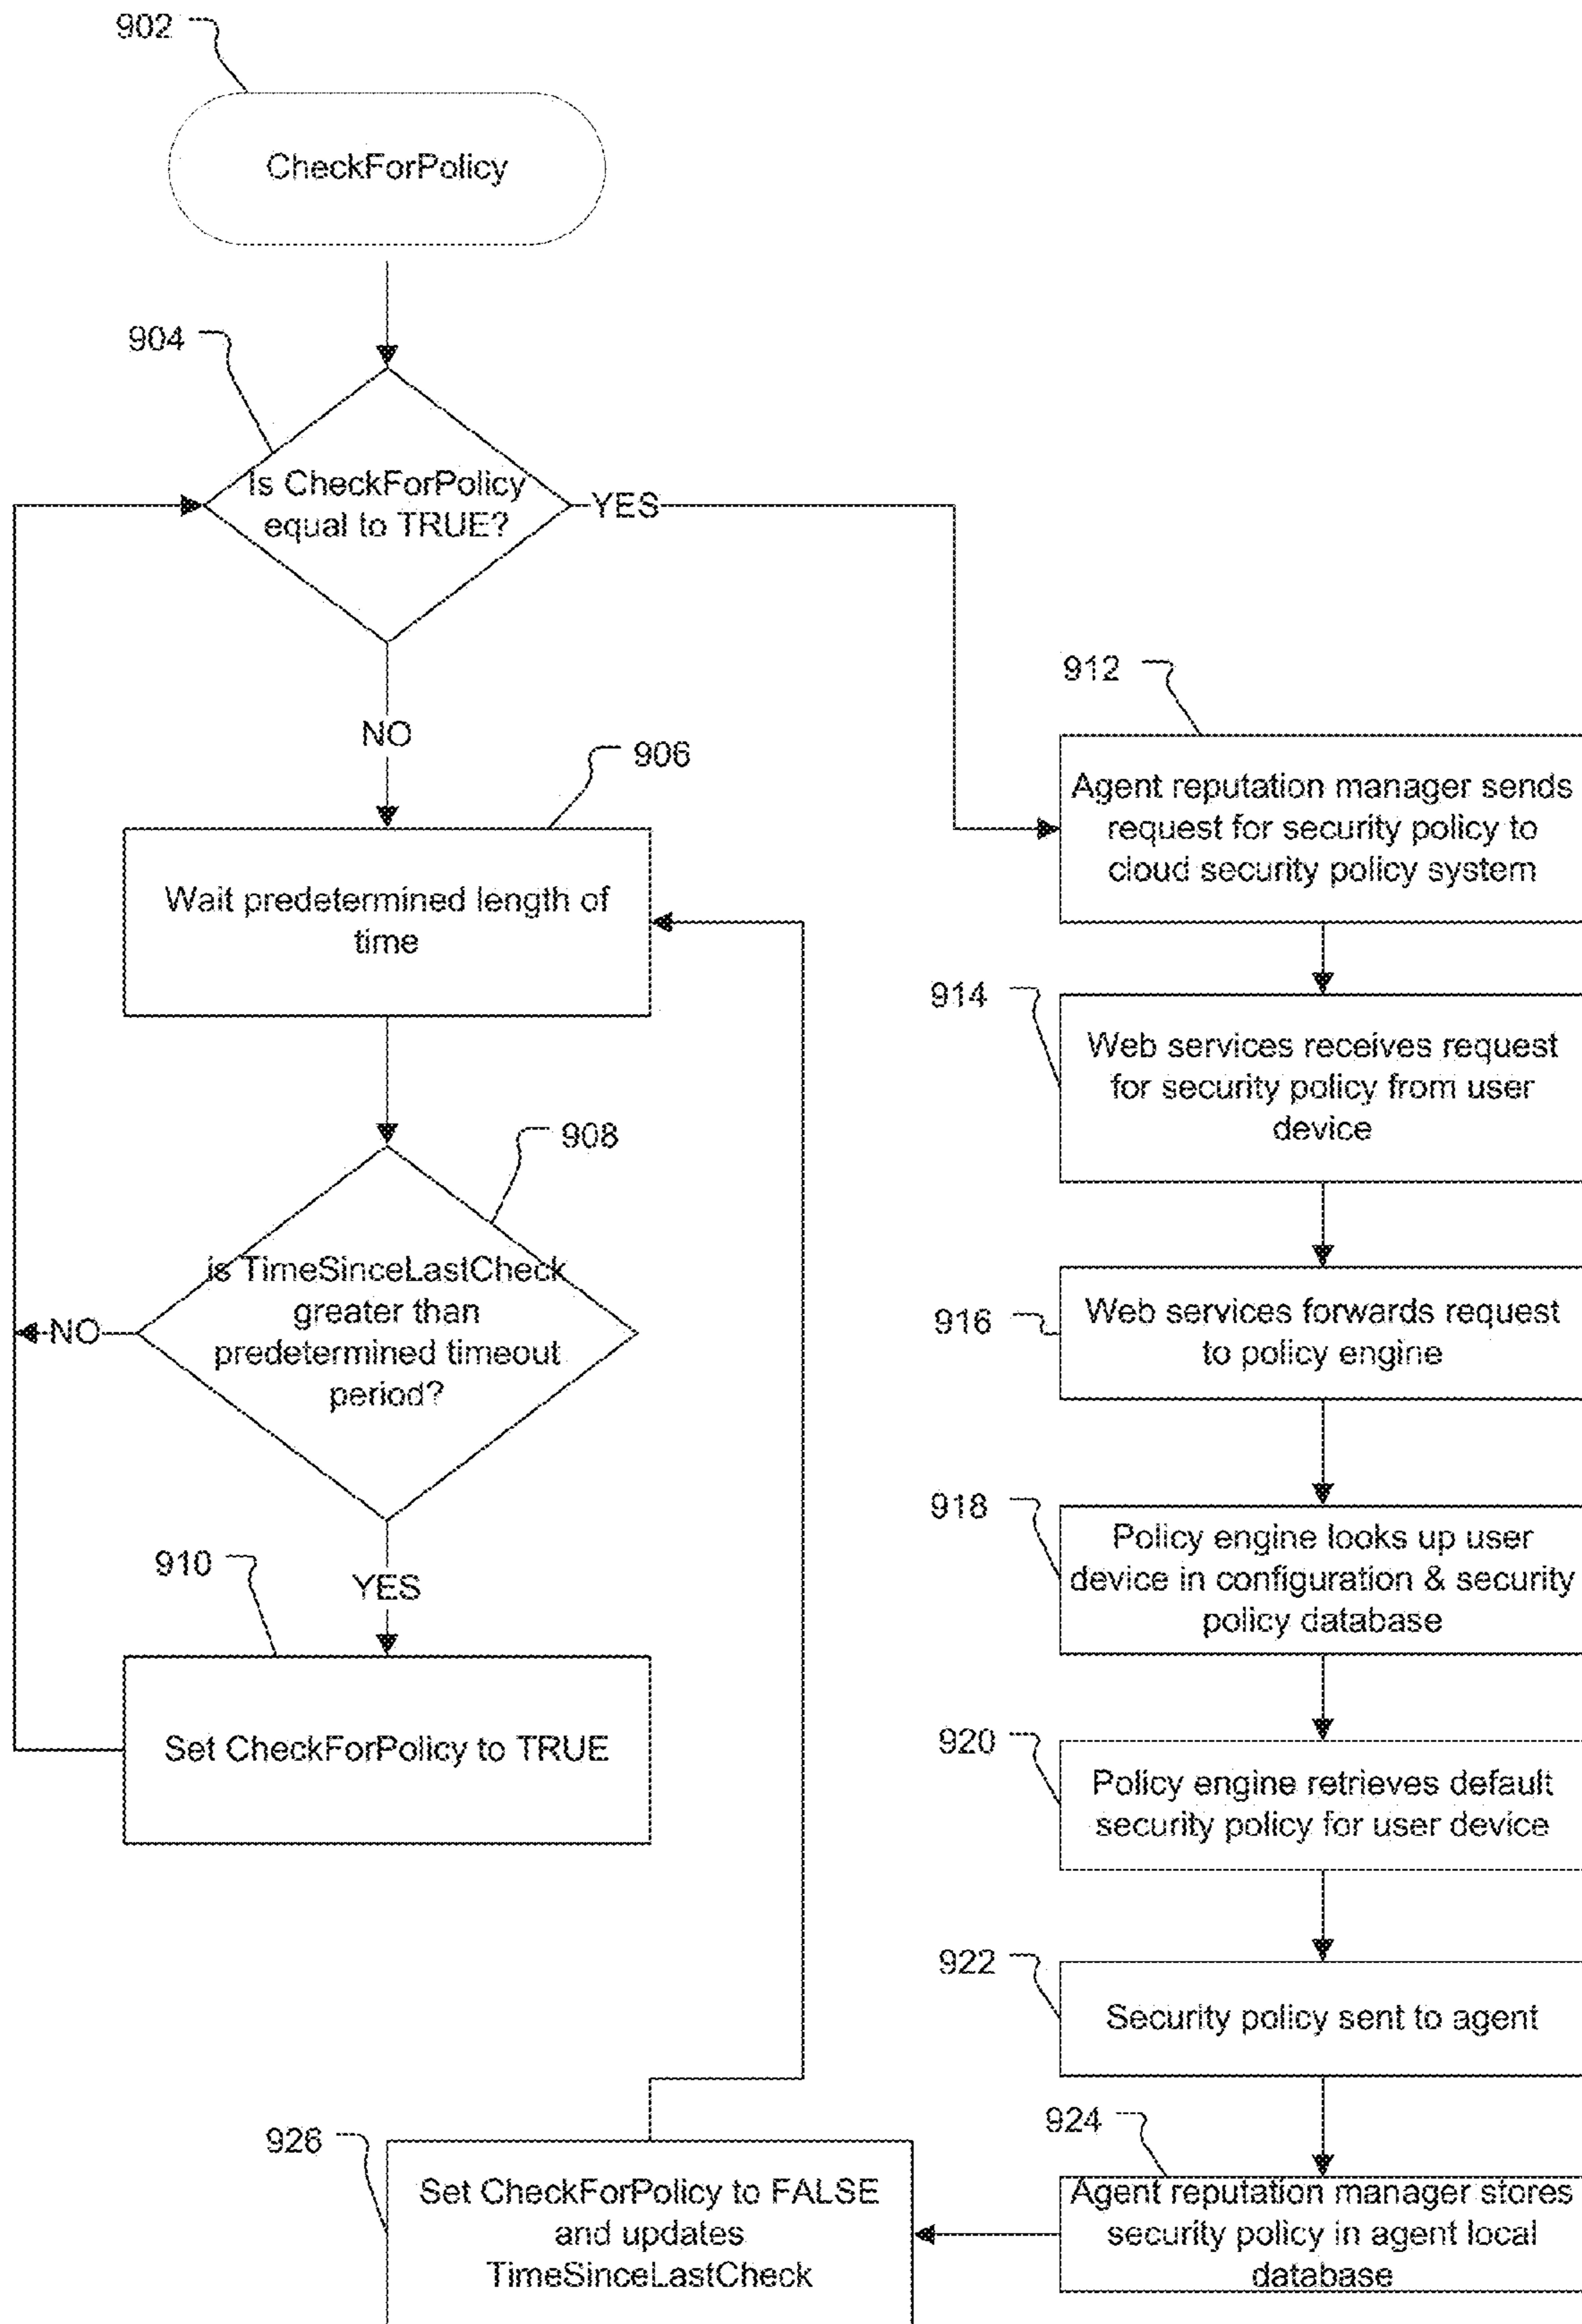 902
CheckForPolicy
904
Is CheckForPolicy
equal to TRUE?
YES
NO
906
Wait predetermined length of
time
908
is TimeSinceLastCheck
greater than
predetermined timeout
period?
NO
YES
910
Set CheckForPolicy to TRUE
912
Agent reputation manager sends
request for security policy to
cloud security policy system
914
Web services receives request
for security policy from user
device
916
Web services forwards request
to policy engine
918
Policy engine looks up user
device in configuration & security
policy database
920
Policy engine retrieves default
security policy for user device
922
Security policy sent to agent
924
Agent reputation manager stores
security policy in agent local
database
926
Set CheckForPolicy to FALSE
and updates
TimeSinceLastCheck